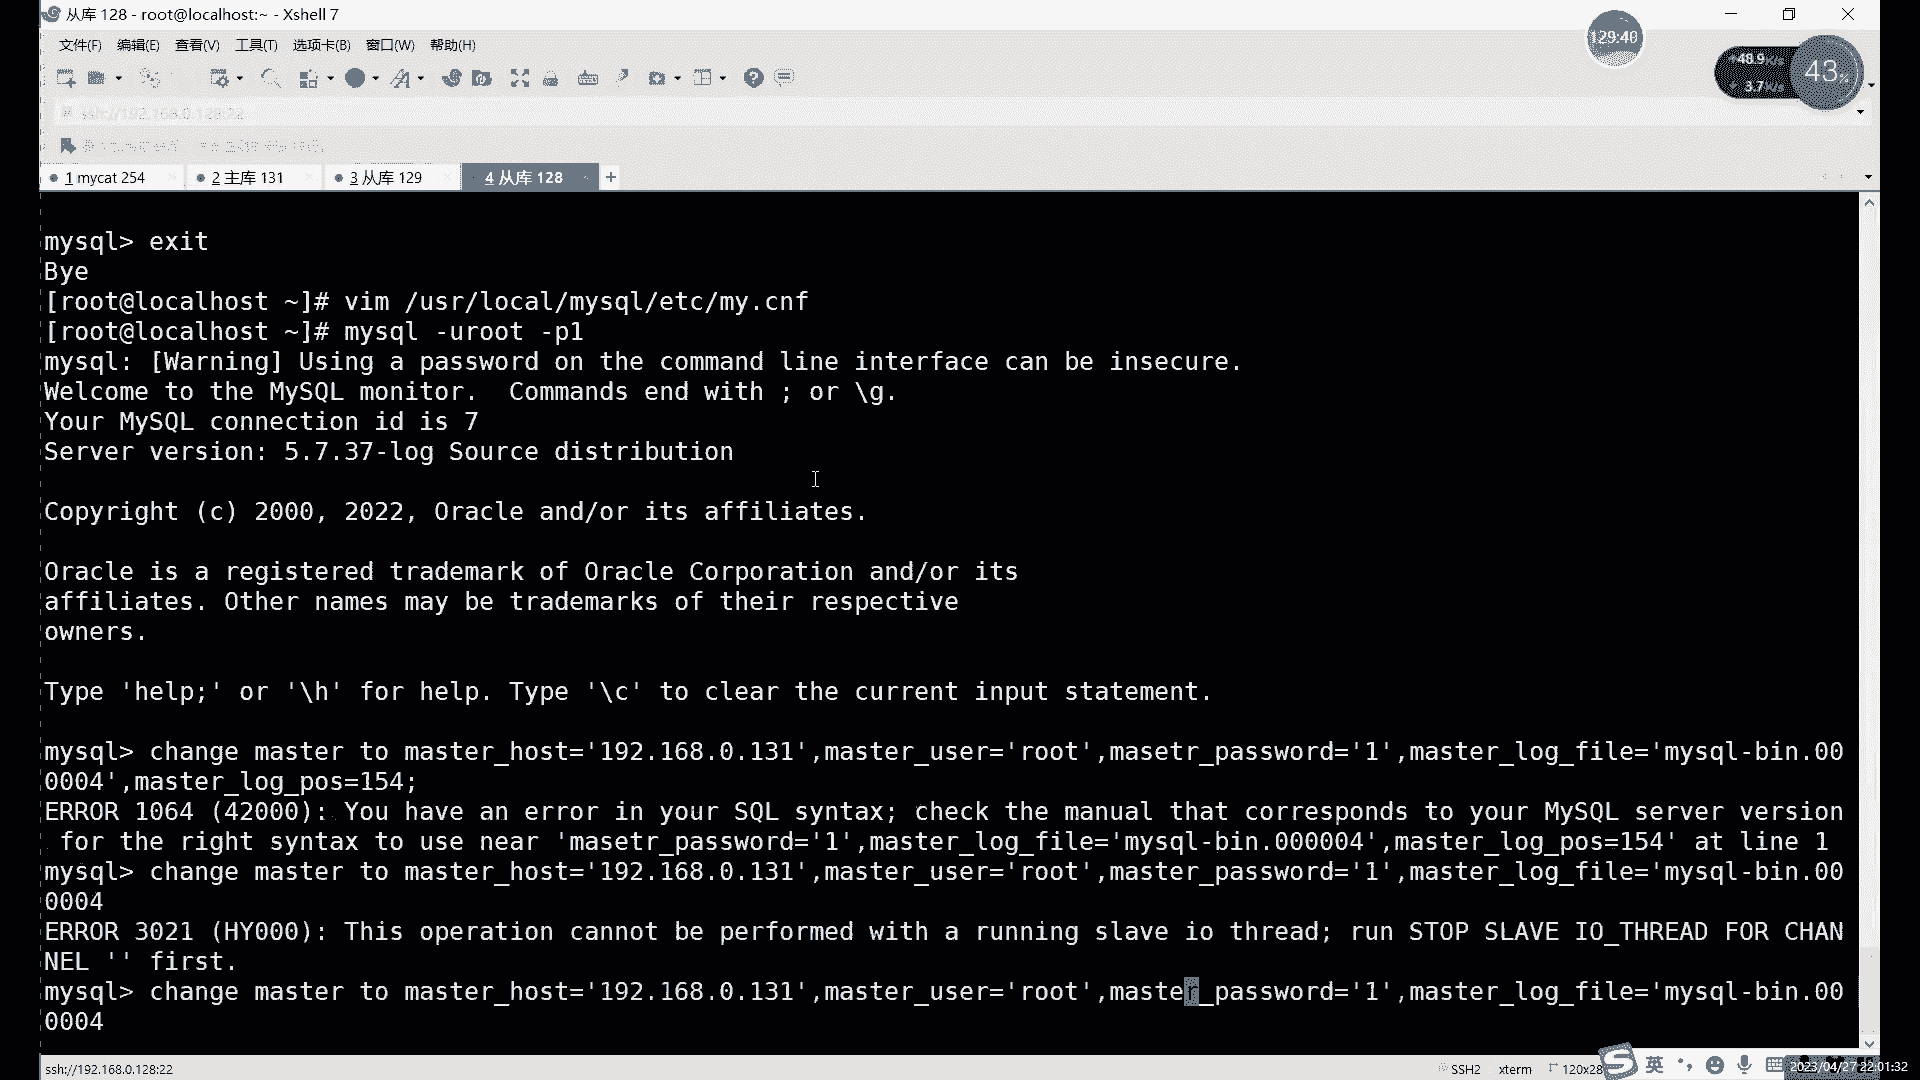 从库 128 - root@localhost:~ - Xshell 7
文件(F) 编辑(E) 查看(V) 工具(T) 选项卡(B) 窗口(W) 帮助(H)
129:40
43%
ssh://192.168.0.128:22
1 mycat 254 2 主库 131 3 从库 129 4 从库 128 +
mysql> exit
Bye
[root@localhost ~]# vim /usr/local/mysql/etc/my.cnf
[root@localhost ~]# mysql -uroot -p1
mysql: [Warning] Using a password on the command line interface can be insecure.
Welcome to the MySQL monitor.  Commands end with ; or \g.
Your MySQL connection id is 7
Server version: 5.7.37-log Source distribution
Copyright (c) 2000, 2022, Oracle and/or its affiliates.
Oracle is a registered trademark of Oracle Corporation and/or its
affiliates. Other names may be trademarks of their respective
owners.
Type 'help;' or '\h' for help. Type '\c' to clear the current input statement.
mysql> change master to master_host='192.168.0.131',master_user='root',masetr_password='1',master_log_file='mysql-bin.00
0004',master_log_pos=154;
ERROR 1064 (42000): You have an error in your SQL syntax; check the manual that corresponds to your MySQL server version
for the right syntax to use near 'masetr_password='1',master_log_file='mysql-bin.000004',master_log_pos=154' at line 1
mysql> change master to master_host='192.168.0.131',master_user='root',master_password='1',master_log_file='mysql-bin.00
0004
ERROR 3021 (HY000): This operation cannot be performed with a running slave io thread; run STOP SLAVE IO_THREAD FOR CHAN
NEL '' first.
mysql> change master to master_host='192.168.0.131',master_user='root',master_password='1',master_log_file='mysql-bin.00
0004
ssh://192.168.0.128:22 SSH2 xterm 120x28 英 2023/04/27 22:01:32